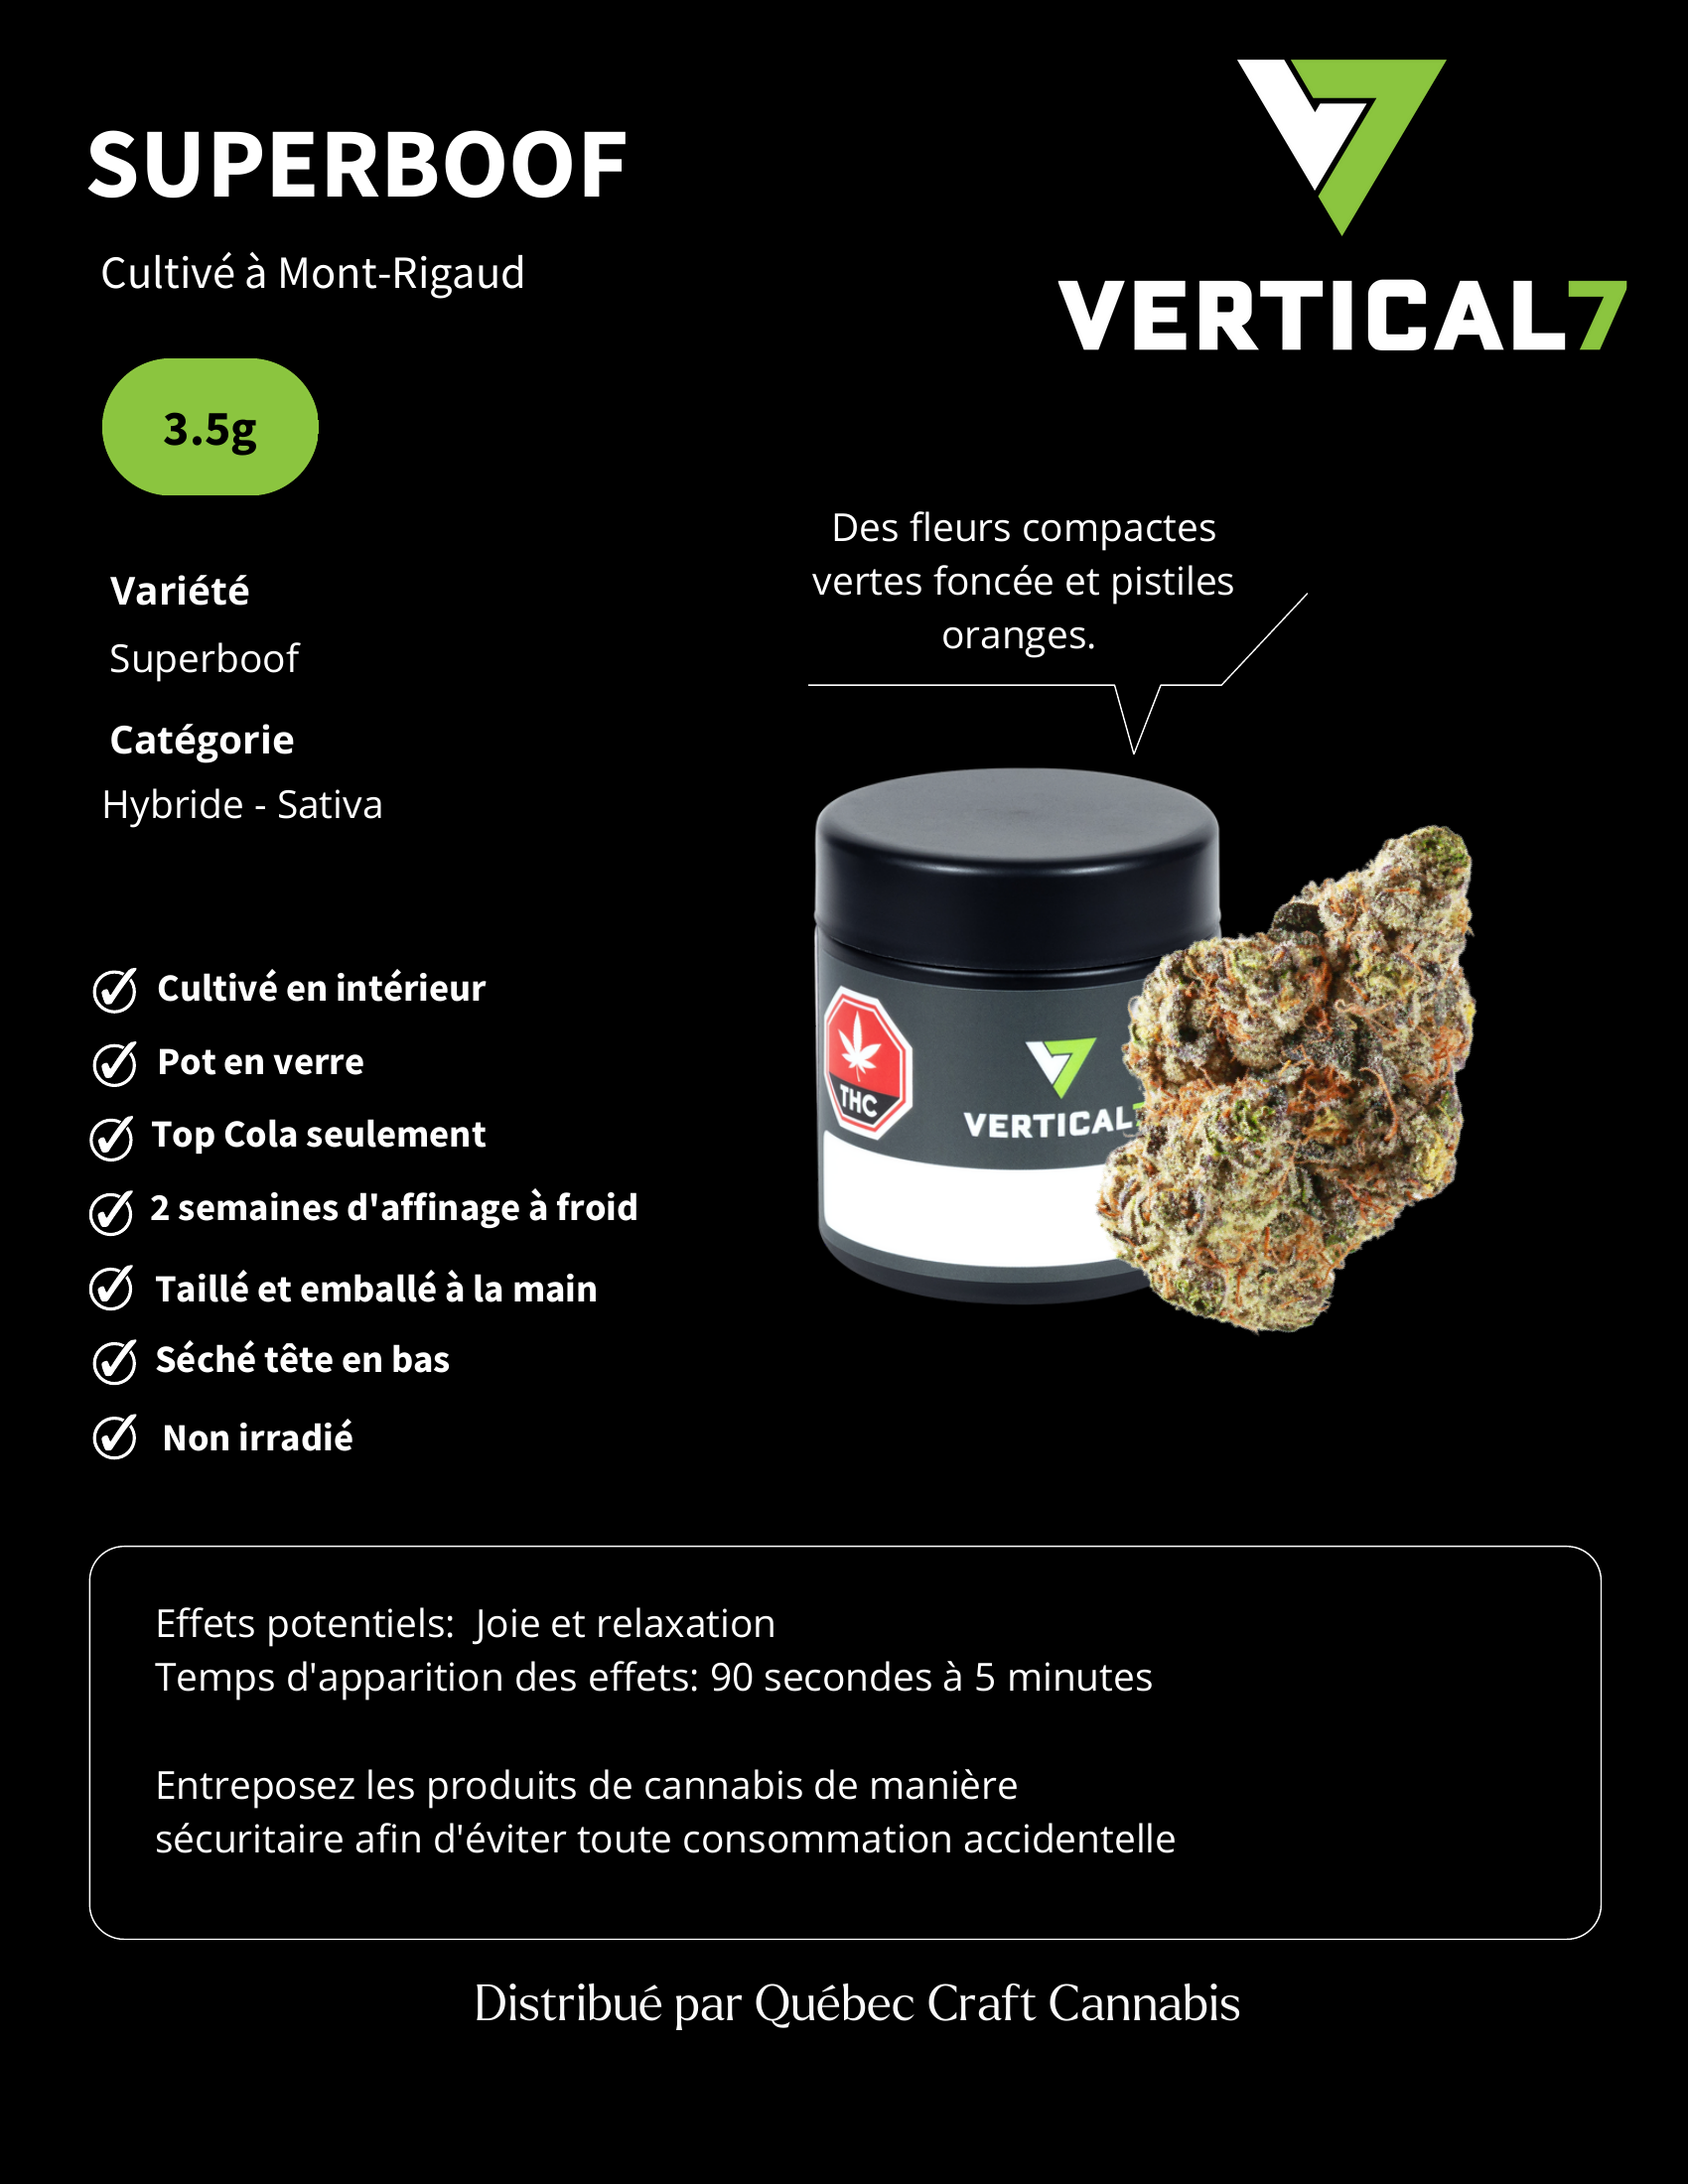 SUPERBOOF
Cultivé à Mont-Rigaud
VERTICAL7
3.5g
Variété
Superboof
Catégorie
Hybride - Sativa
Des fleurs compactes
vertes foncée et pistiles
oranges.
Cultivé en intérieur
Pot en verre
Top Cola seulement
2 semaines d'affinage à froid
Taillé et emballé à la main
Séché tête en bas
Non irradié
THC
VERTICAL
Effets potentiels: Joie et relaxation
Temps d'apparition des effets: 90 secondes à 5 minutes
Entreposez les produits de cannabis de manière
sécuritaire afin d'éviter toute consommation accidentelle
Distribué par Québec Craft Cannabis